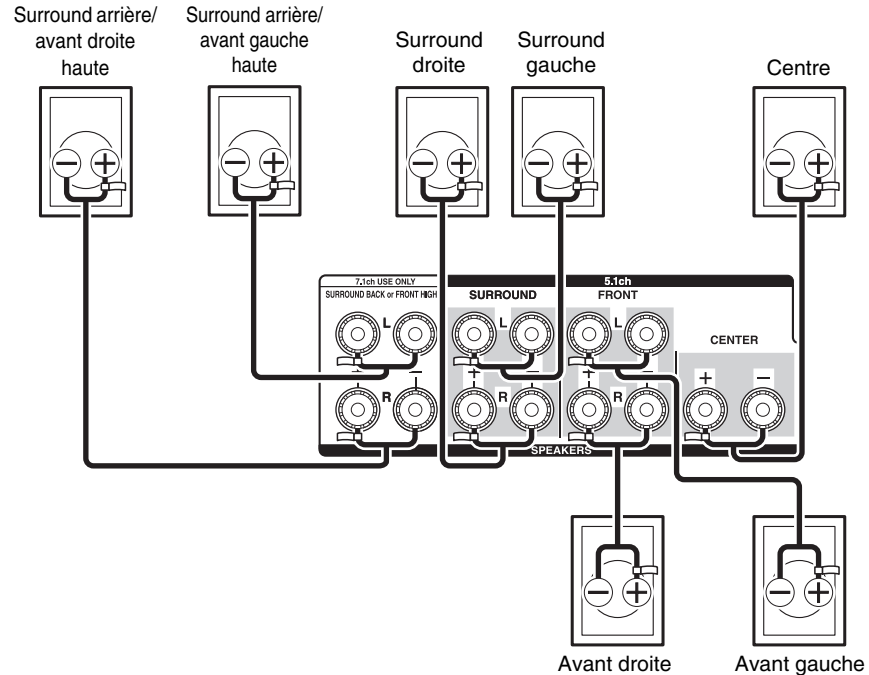 Surround arrière/
avant droite
haute
Surround arrière/
avant gauche
haute
Surround
droite
Surround
gauche
Centre
7.1ch USE ONLY
SURROUND BACK or FRONT HIGH
5.1ch
SURROUND
FRONT
CENTER
L
L
L
R
R
R
SPEAKERS
Avant droite
Avant gauche